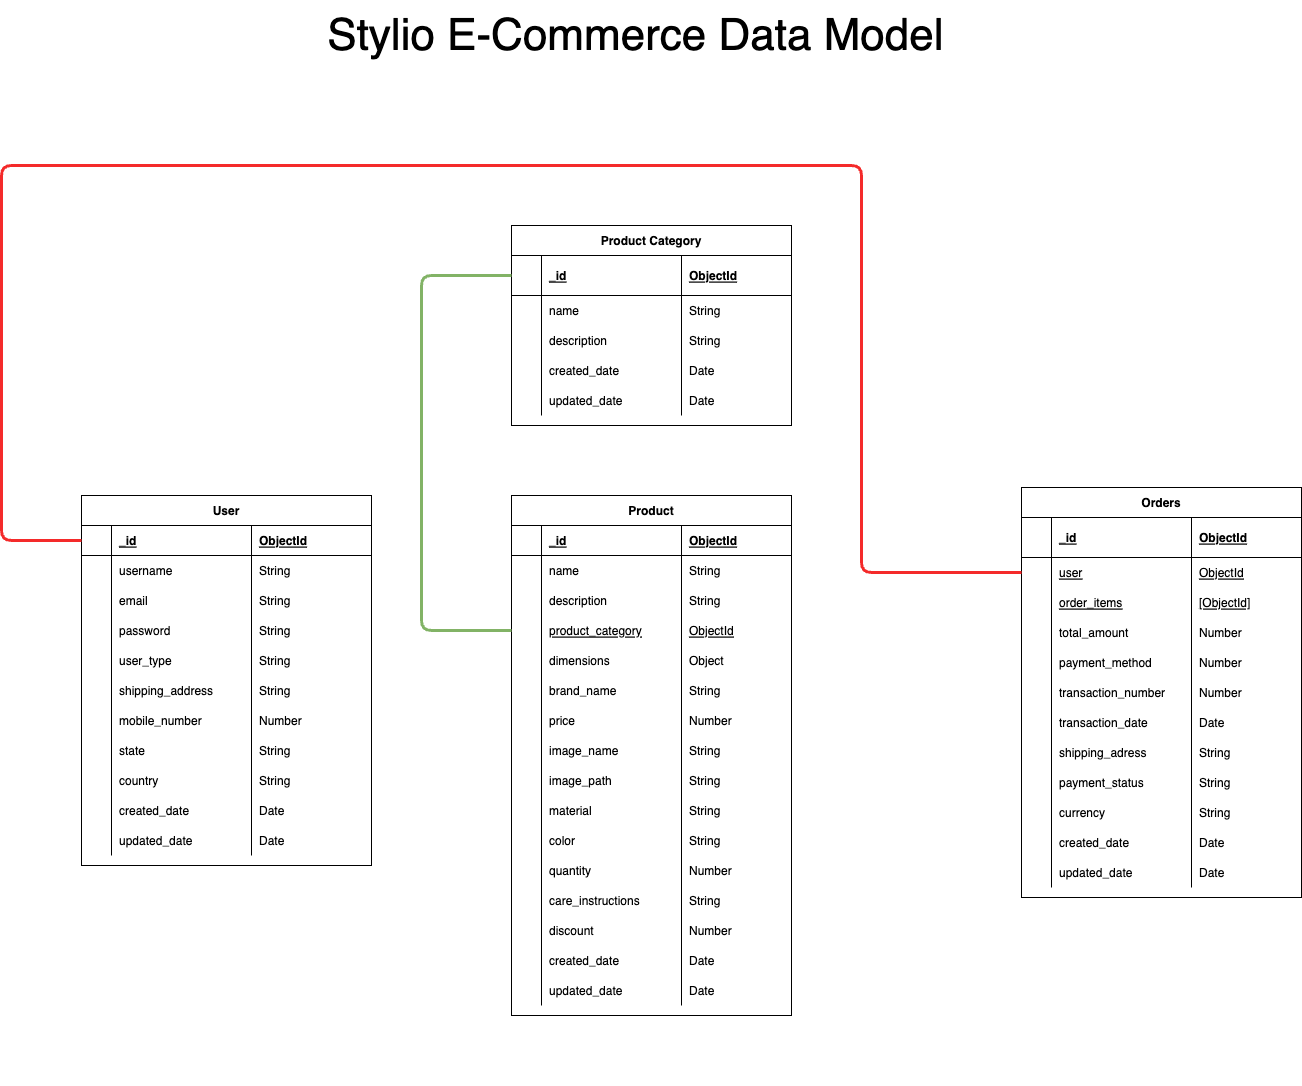 Stylio E-Commerce Data Model
Product Category
_id ObjectId
name String
description String
created_date Date
updated_date Date
User
_id ObjectId
username String
email String
password String
user_type String
shipping_address String
mobile_number Number
state String
country String
created_date Date
updated_date Date
Product
_id ObjectId
name String
description String
product_category ObjectId
dimensions Object
brand_name String
price Number
image_name String
image_path String
material String
color String
quantity Number
care_instructions String
discount Number
created_date Date
updated_date Date
Orders
_id ObjectId
user ObjectId
order_items [ObjectId]
total_amount Number
payment_method Number
transaction_number Number
transaction_date Date
shipping_adress String
payment_status String
currency String
created_date Date
updated_date Date